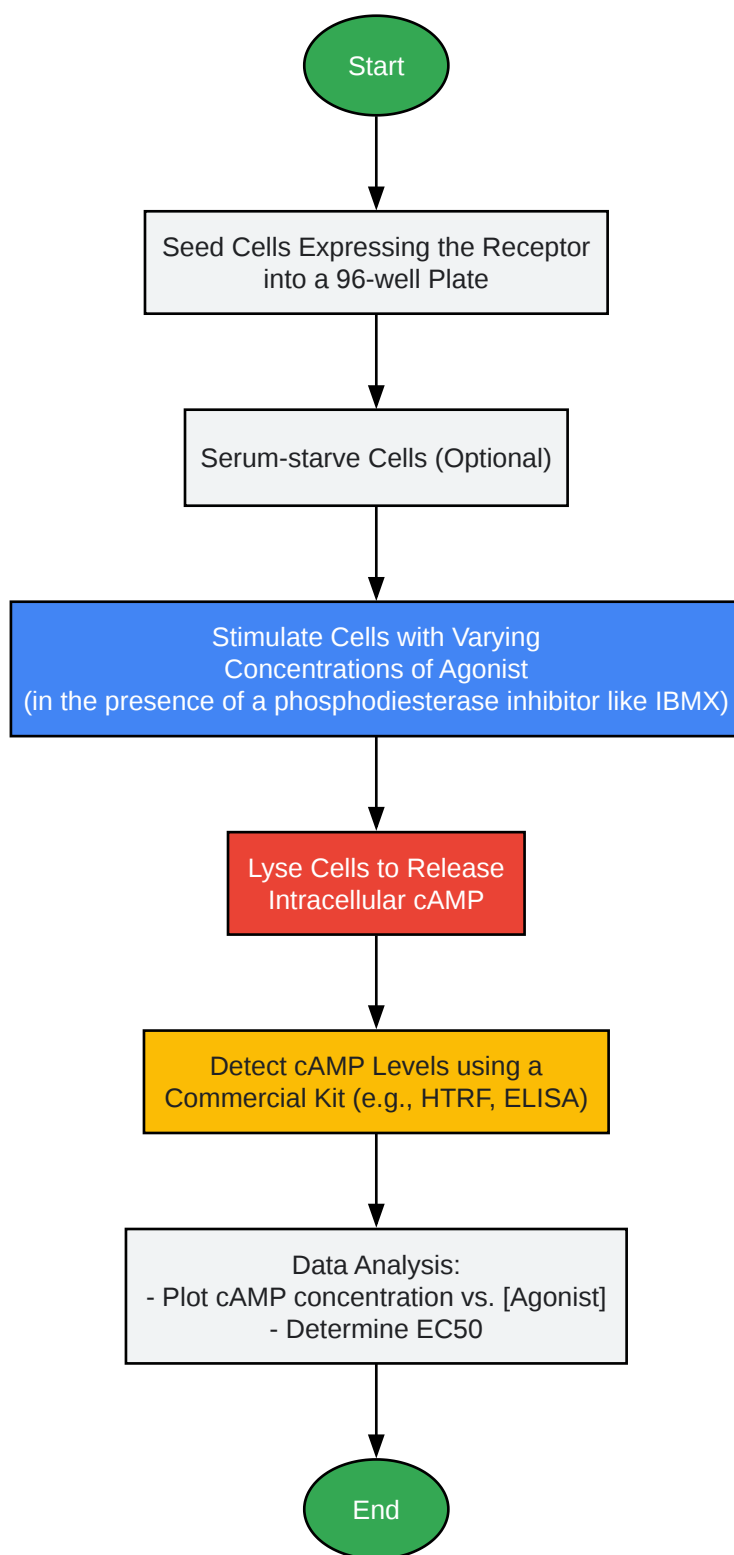 Start
Seed Cells Expressing the Receptor
into a 96-well Plate
Serum-starve Cells (Optional)
Stimulate Cells with Varying
Concentrations of Agonist
(in the presence of a phosphodiesterase inhibitor like IBMX)
Lyse Cells to Release
Intracellular cAMP
Detect cAMP Levels using a
Commercial Kit (e.g., HTRF, ELISA)
Data Analysis:
- Plot cAMP concentration vs. [Agonist]
- Determine EC50
End